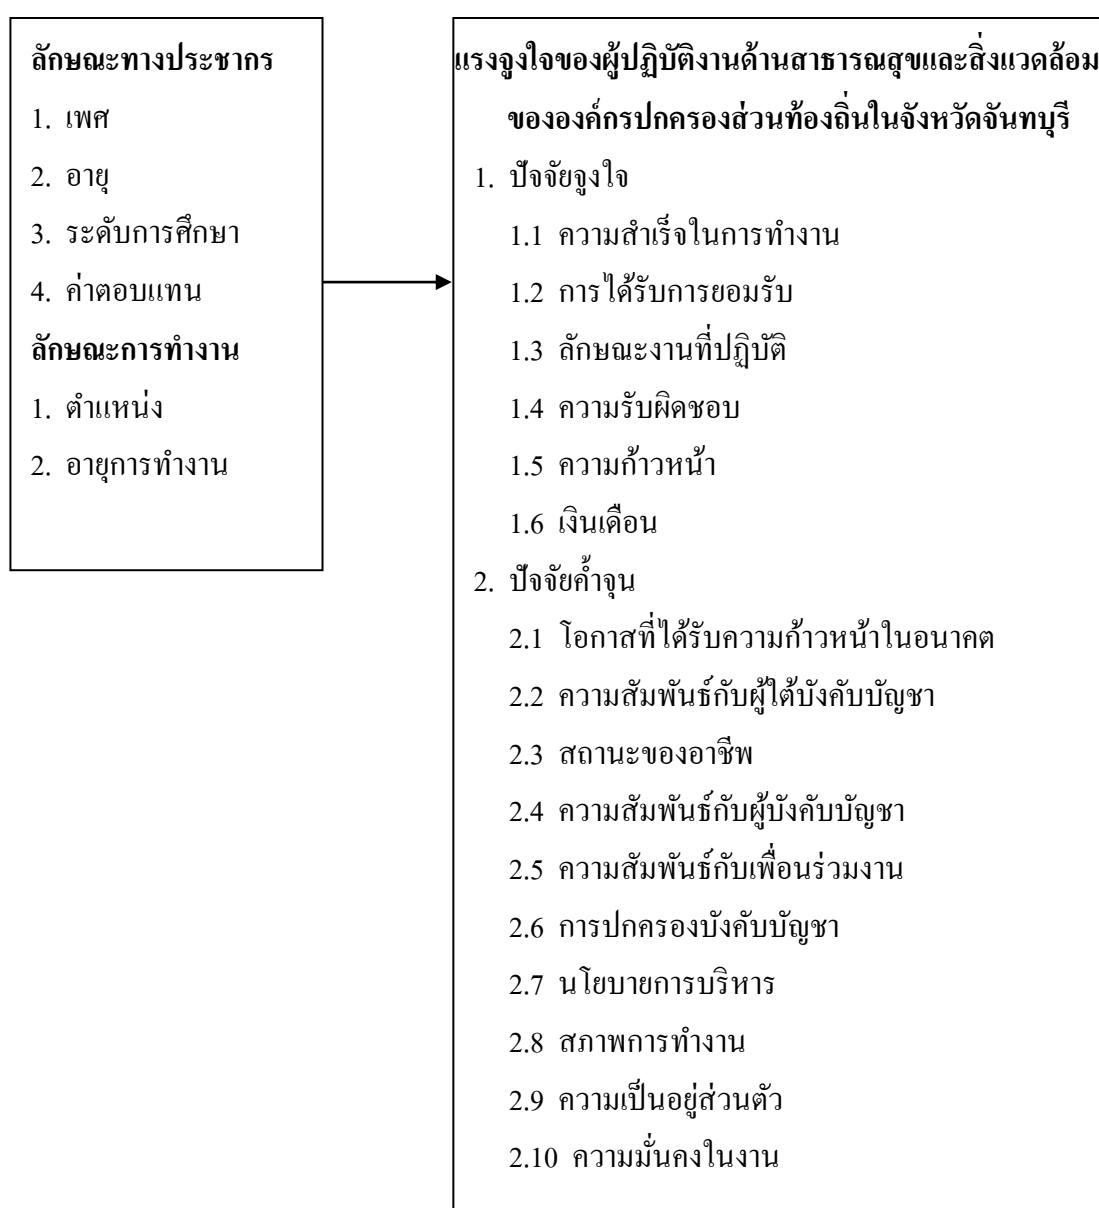 ลักษณะทางประชากร
1. เพศ
2. อายุ
3. ระดับการศึกษา
4. ค่าตอบแทน
ลักษณะการทำงาน
1. ตำแหน่ง
2. อายุการทำงาน
แรงจูงใจของผู้ปฏิบัติงานด้านสาธารณสุขและสิ่งแวดล้อม
ขององค์กรปกครองส่วนท้องถิ่นในจังหวัดจันทบุรี
1. ปัจจัยจูงใจ
1.1 ความสำเร็จในการทำงาน
1.2 การได้รับการยอมรับ
1.3 ลักษณะงานที่ปฏิบัติ
1.4 ความรับผิดชอบ
1.5 ความก้าวหน้า
1.6 เงินเดือน
2. ปัจจัยค้ำจุน
2.1 โอกาสที่ได้รับความก้าวหน้าในอนาคต
2.2 ความสัมพันธ์กับผู้ใต้บังคับบัญชา
2.3 สถานะของอาชีพ
2.4 ความสัมพันธ์กับผู้บังคับบัญชา
2.5 ความสัมพันธ์กับเพื่อนร่วมงาน
2.6 การปกครองบังคับบัญชา
2.7 นโยบายการบริหาร
2.8 สภาพการทำงาน
2.9 ความเป็นอยู่ส่วนตัว
2.10 ความมั่นคงในงาน